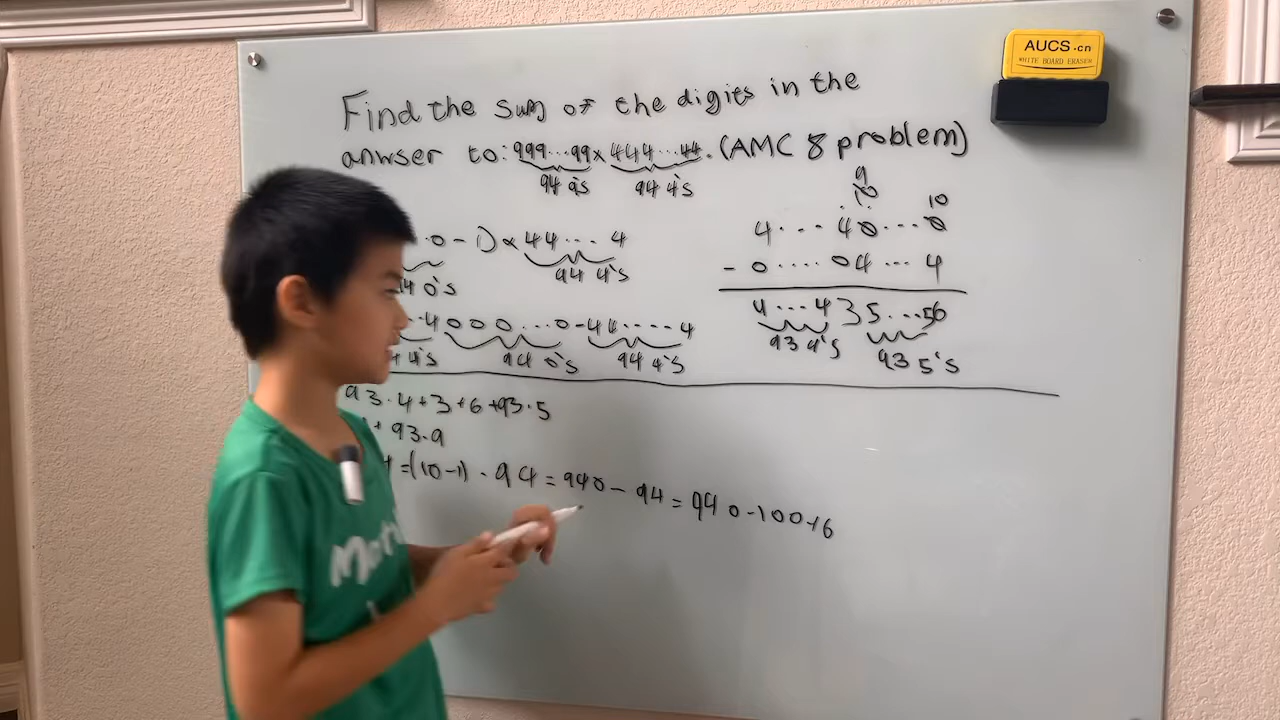 Find the sum of the digits in the
anwser to: 999...99×444...44. (AMC 8 problem)
94 9's 94 4's
0-1)×44...4
94 4's
40's
..4000...0-44....4
4's 94 0's 94 4's
93.4+3+6+93.5
+93.9
=(10-1).94=940-94=940-100+6
9
10 10
4...40...0
-0....04...4
4...435...56
93 4's 93 5's
AUCS.cn
WHITE BOARD ERASER